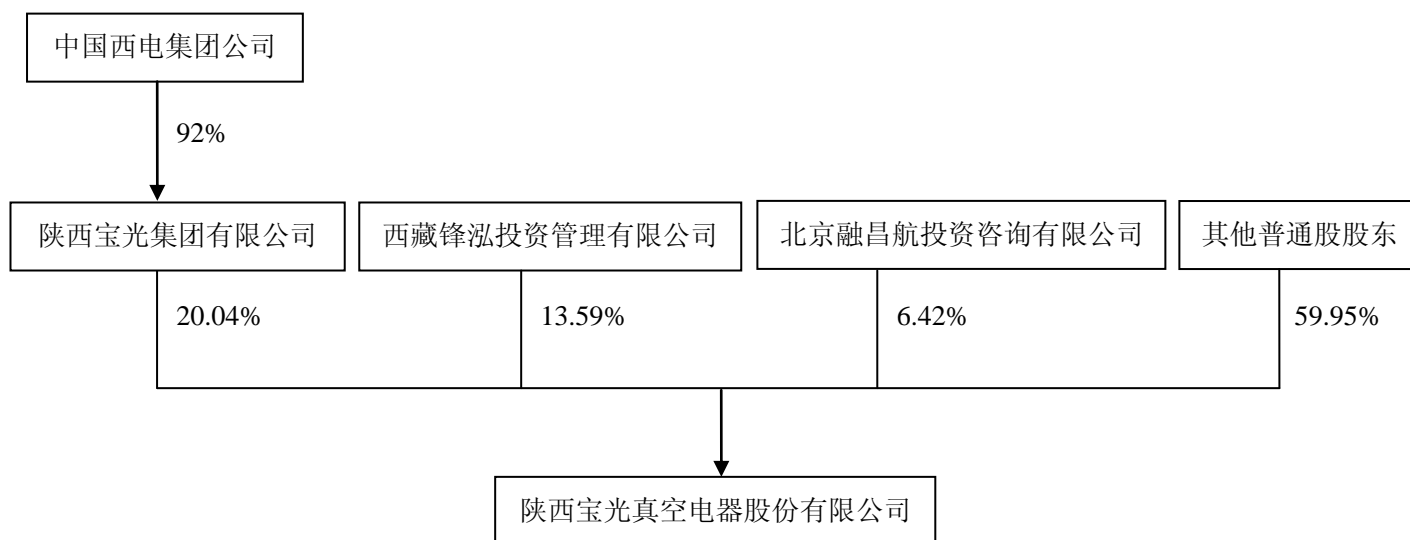 中国西电集团公司
92%
陕西宝光集团有限公司
西藏锋泓投资管理有限公司
北京融昌航投资咨询有限公司
其他普通股股东
20.04%
13.59%
6.42%
59.95%
陕西宝光真空电器股份有限公司